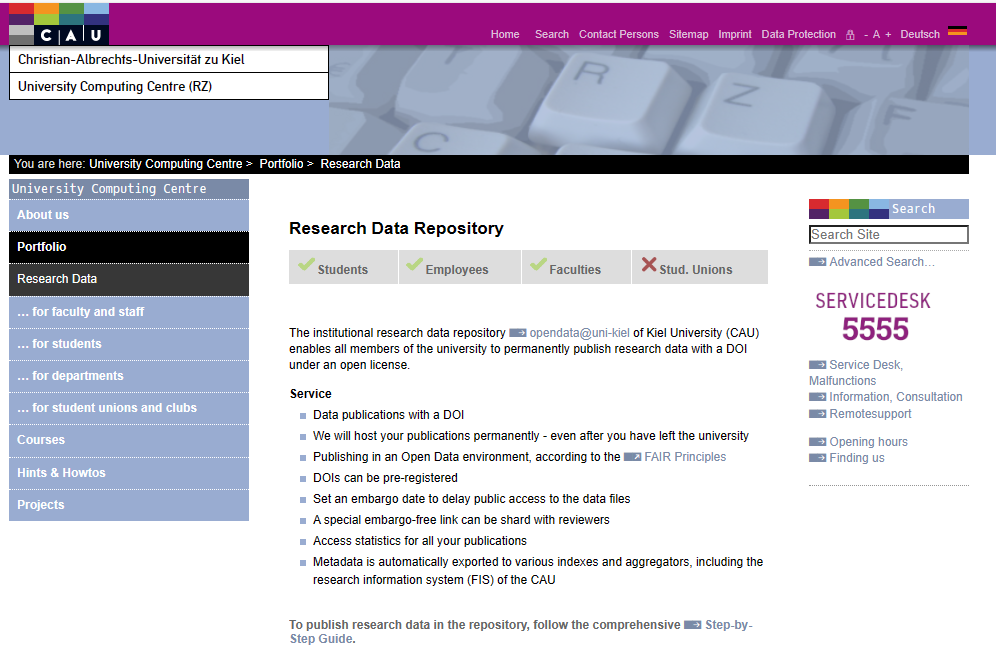 C|A|U
Home Search Contact Persons Sitemap Imprint Data Protection - A + Deutsch
Christian-Albrechts-Universität zu Kiel
University Computing Centre (RZ)
R
Z
F
C
You are here: University Computing Centre > Portfolio > Research Data
University Computing Centre
About us
Portfolio
Research Data
... for faculty and staff
... for students
... for departments
... for student unions and clubs
Courses
Hints & Howtos
Projects
Research Data Repository
Students Employees Faculties Stud. Unions
The institutional research data repository opendata@uni-kiel of Kiel University (CAU)
enables all members of the university to permanently publish research data with a DOI
under an open license.
Service
Data publications with a DOI
We will host your publications permanently - even after you have left the university
Publishing in an Open Data environment, according to the FAIR Principles
DOIs can be pre-registered
Set an embargo date to delay public access to the data files
A special embargo-free link can be shard with reviewers
Access statistics for all your publications
Metadata is automatically exported to various indexes and aggregators, including the
research information system (FIS) of the CAU
To publish research data in the repository, follow the comprehensive Step-by-
Step Guide.
Search
Search Site
Advanced Search...
SERVICEDESK
5555
Service Desk,
Malfunctions
Information, Consultation
Remotesupport
Opening hours
Finding us